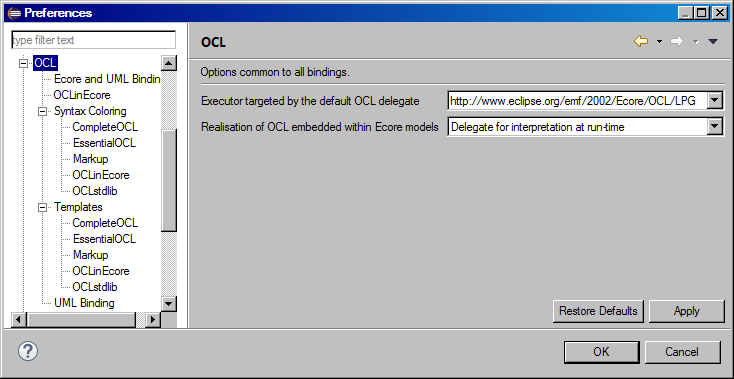 Preferences
type filter text
OCL
Ecore and UML Bindin
OCLinEcore
Syntax Coloring
CompleteOCL
EssentialOCL
Markup
OCLinEcore
OCLstdlib
Templates
CompleteOCL
EssentialOCL
Markup
OCLinEcore
OCLstdlib
UML Binding
OCL
Options common to all bindings.
Executor targeted by the default OCL delegate http://www.eclipse.org/emf/2002/Ecore/OCL/LPG
Realisation of OCL embedded within Ecore models Delegate for interpretation at run-time
Restore Defaults Apply
? OK Cancel